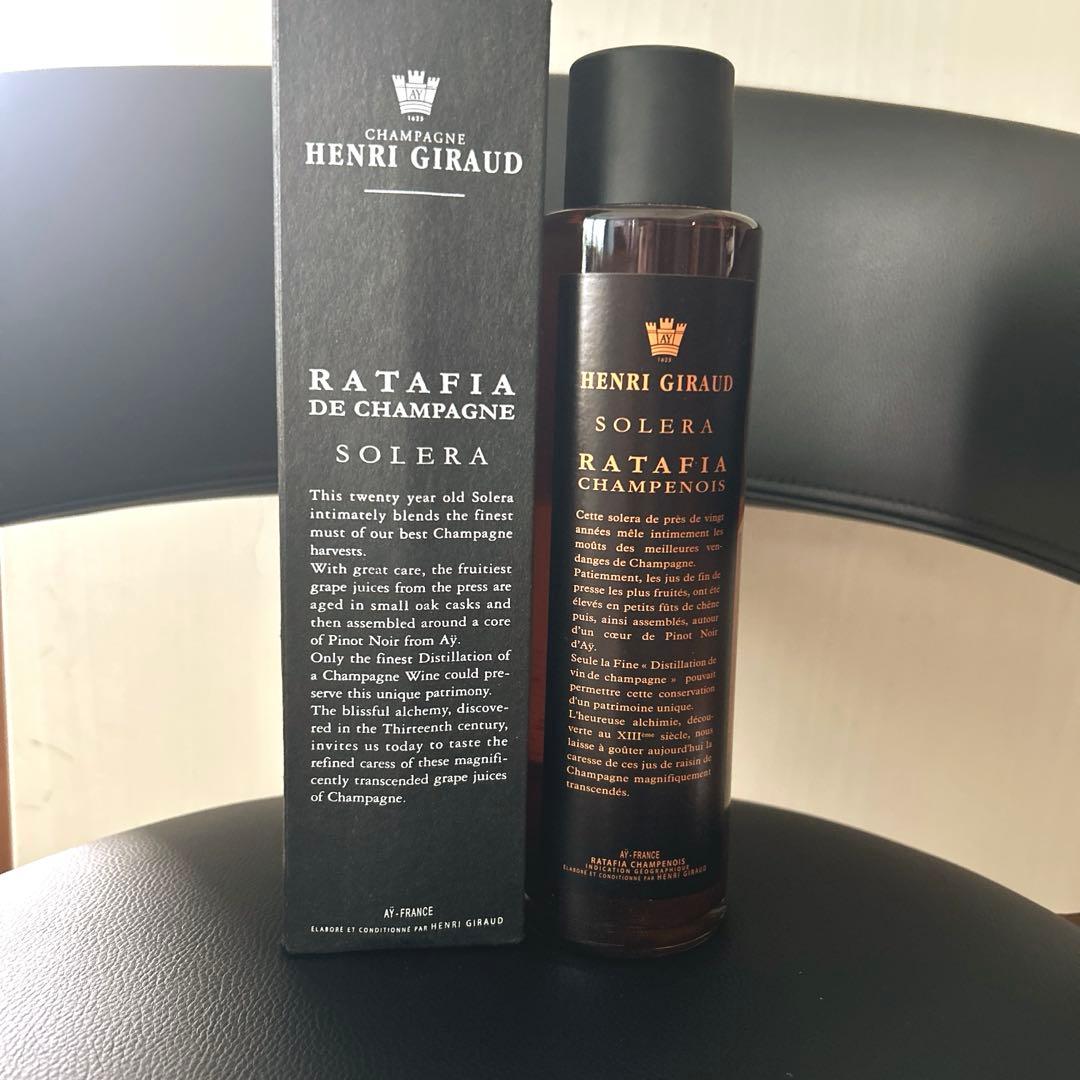 AY
1625
CHAMPAGNE
HENRI GIRAUD
RATAFIA
DE CHAMPAGNE
SOLERA
This twenty year old Solera
intimately blends the finest
must of our best Champagne
harvests.
With great care, the fruitiest
grape juices from the press are
aged in small oak casks and
then assembled around a core
of Pinot Noir from Aÿ.
Only the finest Distillation of
a Champagne Wine could pre-
serve this unique patrimony.
The blissful alchemy, discove-
red in the Thirteenth century,
invites us today to taste the
refined caress of these magnifi-
cently transcended grape juices
of Champagne.
AŸ-FRANCE
ELABORÉ ET CONDITIONNÉ PAR HENRI GIRAUD
AY
1625
HENRI GIRAUD
SOLERA
RATAFIA
CHAMPENOIS
Cette solera de près de vingt
années mêle intimement les
moûts des meilleures ven-
danges de Champagne.
Patiemment, les jus de fin de
presse les plus fruités, ont été
élevés en petits fûts de chêne
puis, ainsi assemblés, autour
d'un cœur de Pinot Noir
d'Aÿ.
Seule la Fine « Distillation de
vin de champagne » pouvait
permettre cette conservation
d'un patrimoine unique.
L'heureuse alchimie, décou-
verte au XIIIème siècle, nous
laisse à goûter aujourd'hui la
caresse de ces jus de raisin de
Champagne magnifiquement
transcendés.
AŸ-FRANCE
RATAFIA CHAMPENOIS
INDICATION GÉOGRAPHIQUE
ELABORÉ ET CONDITIONNÉ PAR HENRI GIRAUD